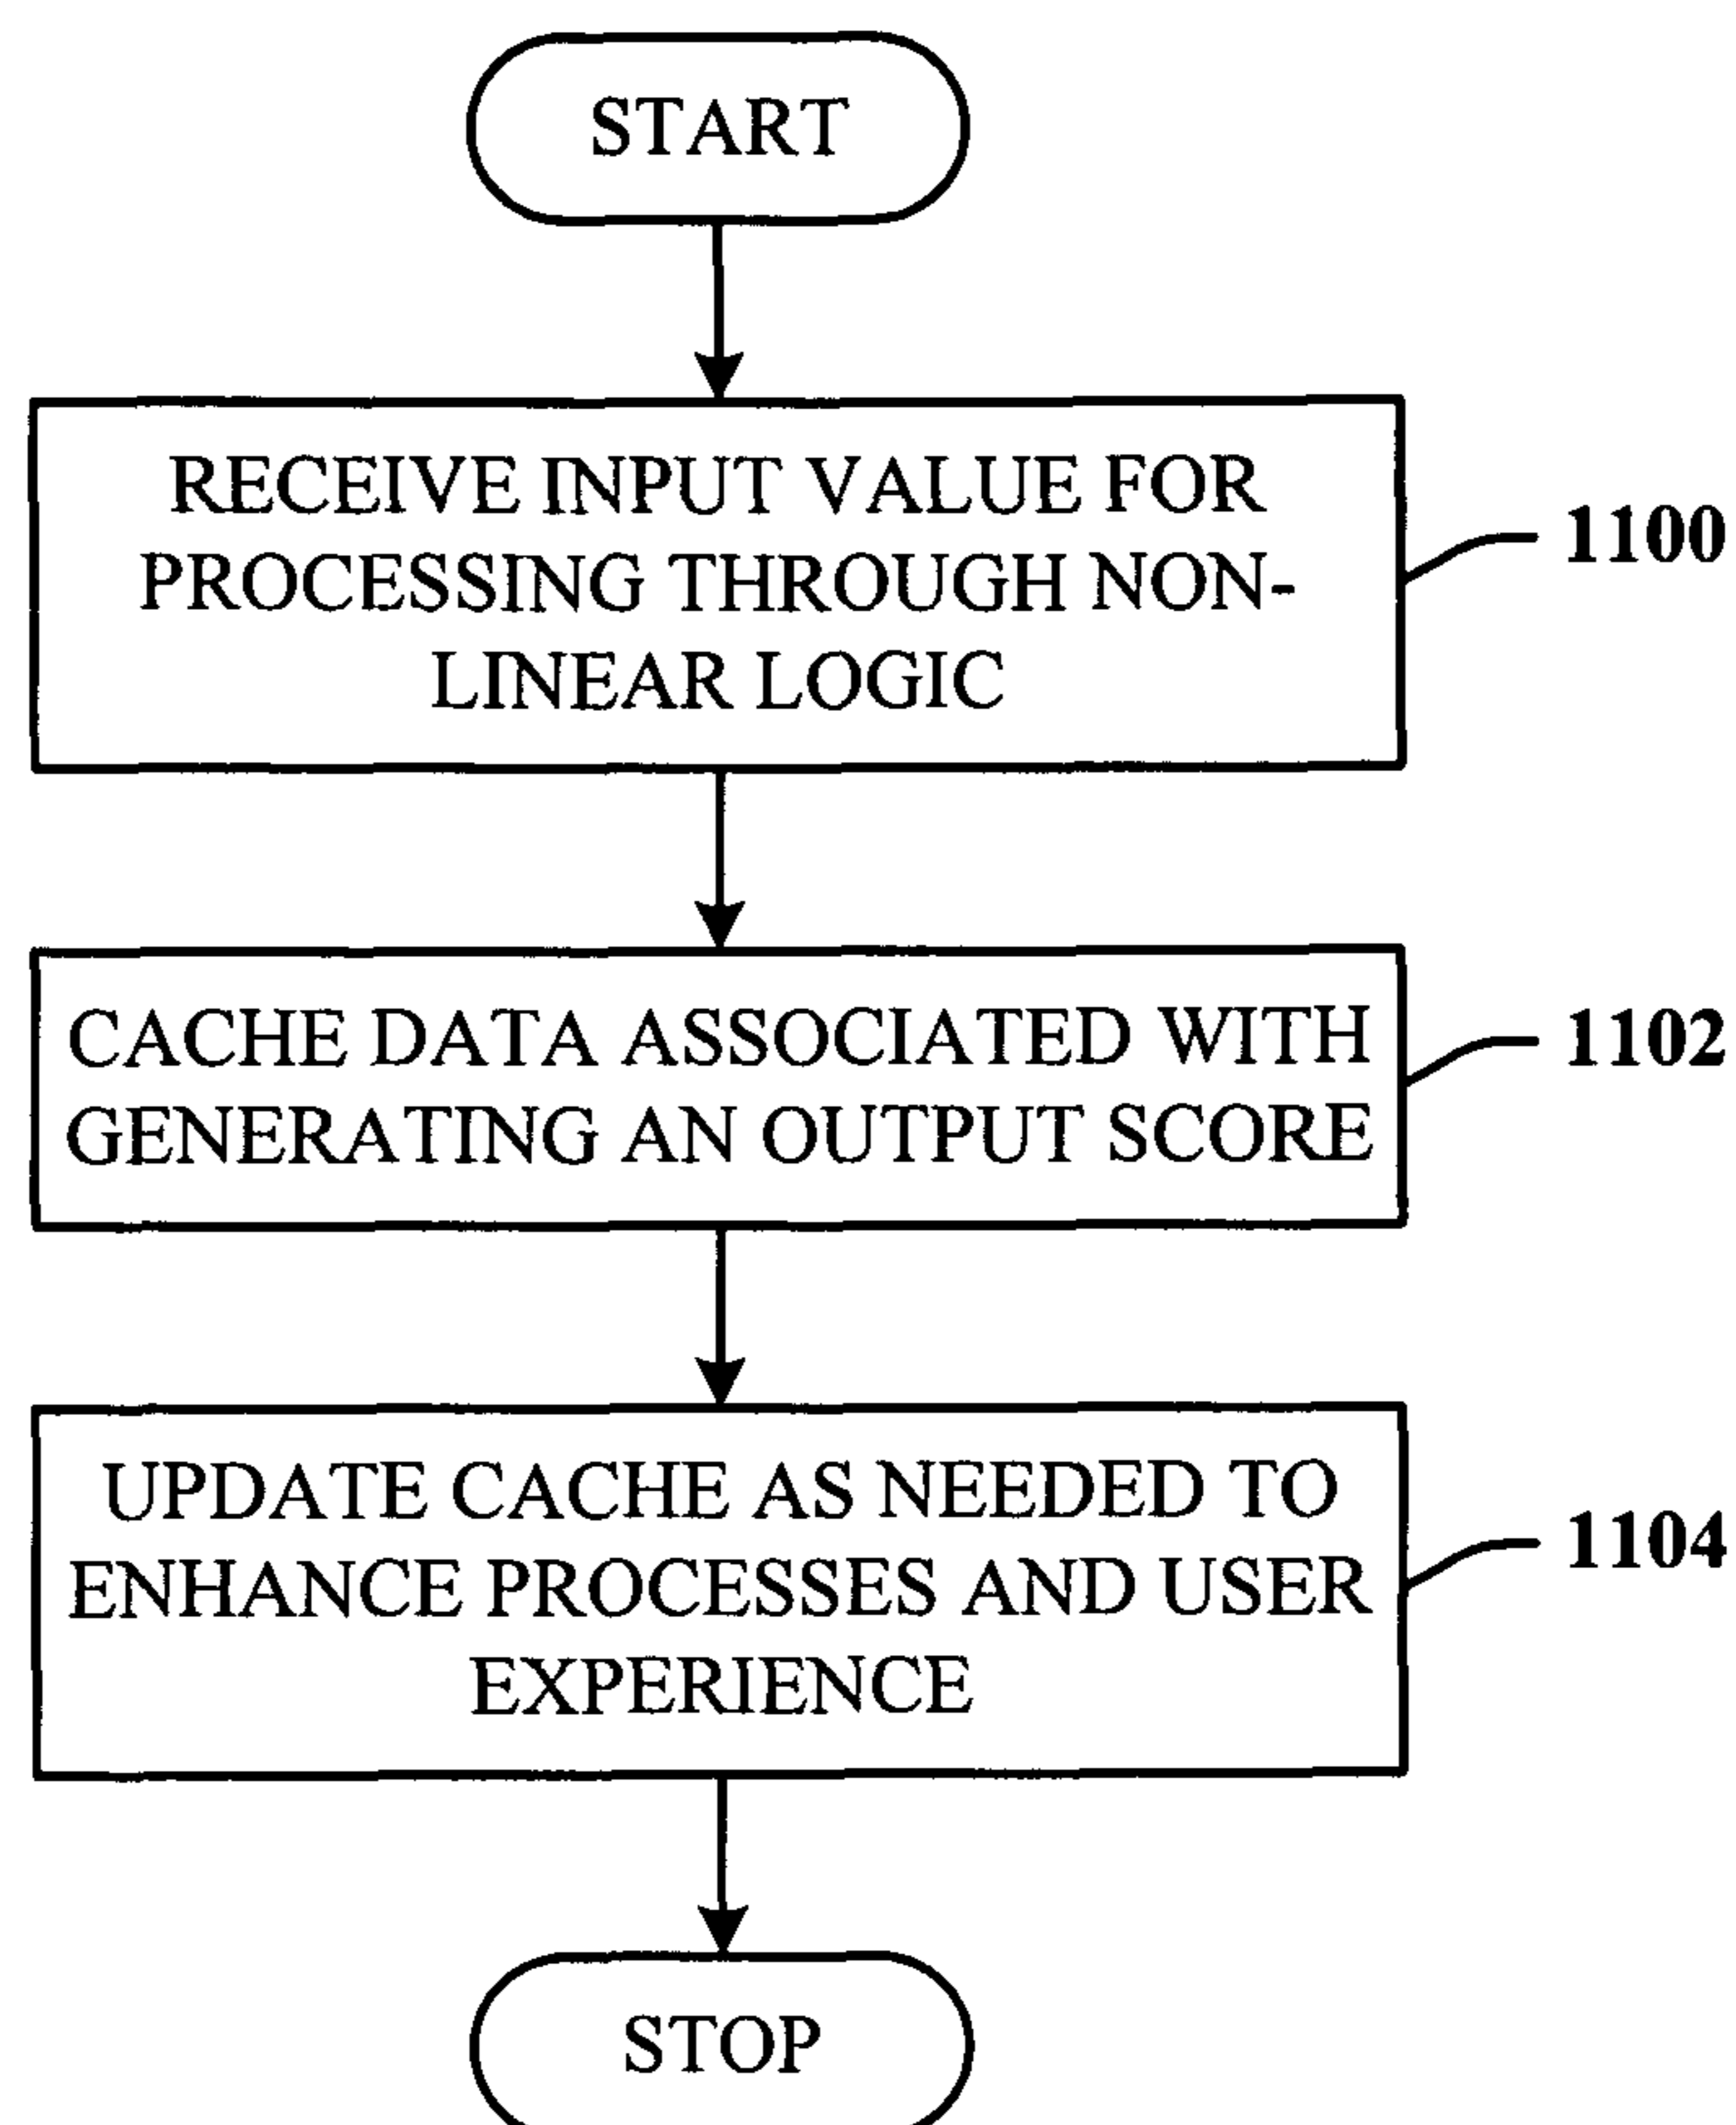 START
RECEIVE INPUT VALUE FOR
PROCESSING THROUGH NON-
LINEAR LOGIC
1100
CACHE DATA ASSOCIATED WITH
GENERATING AN OUTPUT SCORE
1102
UPDATE CACHE AS NEEDED TO
ENHANCE PROCESSES AND USER
EXPERIENCE
1104
STOP